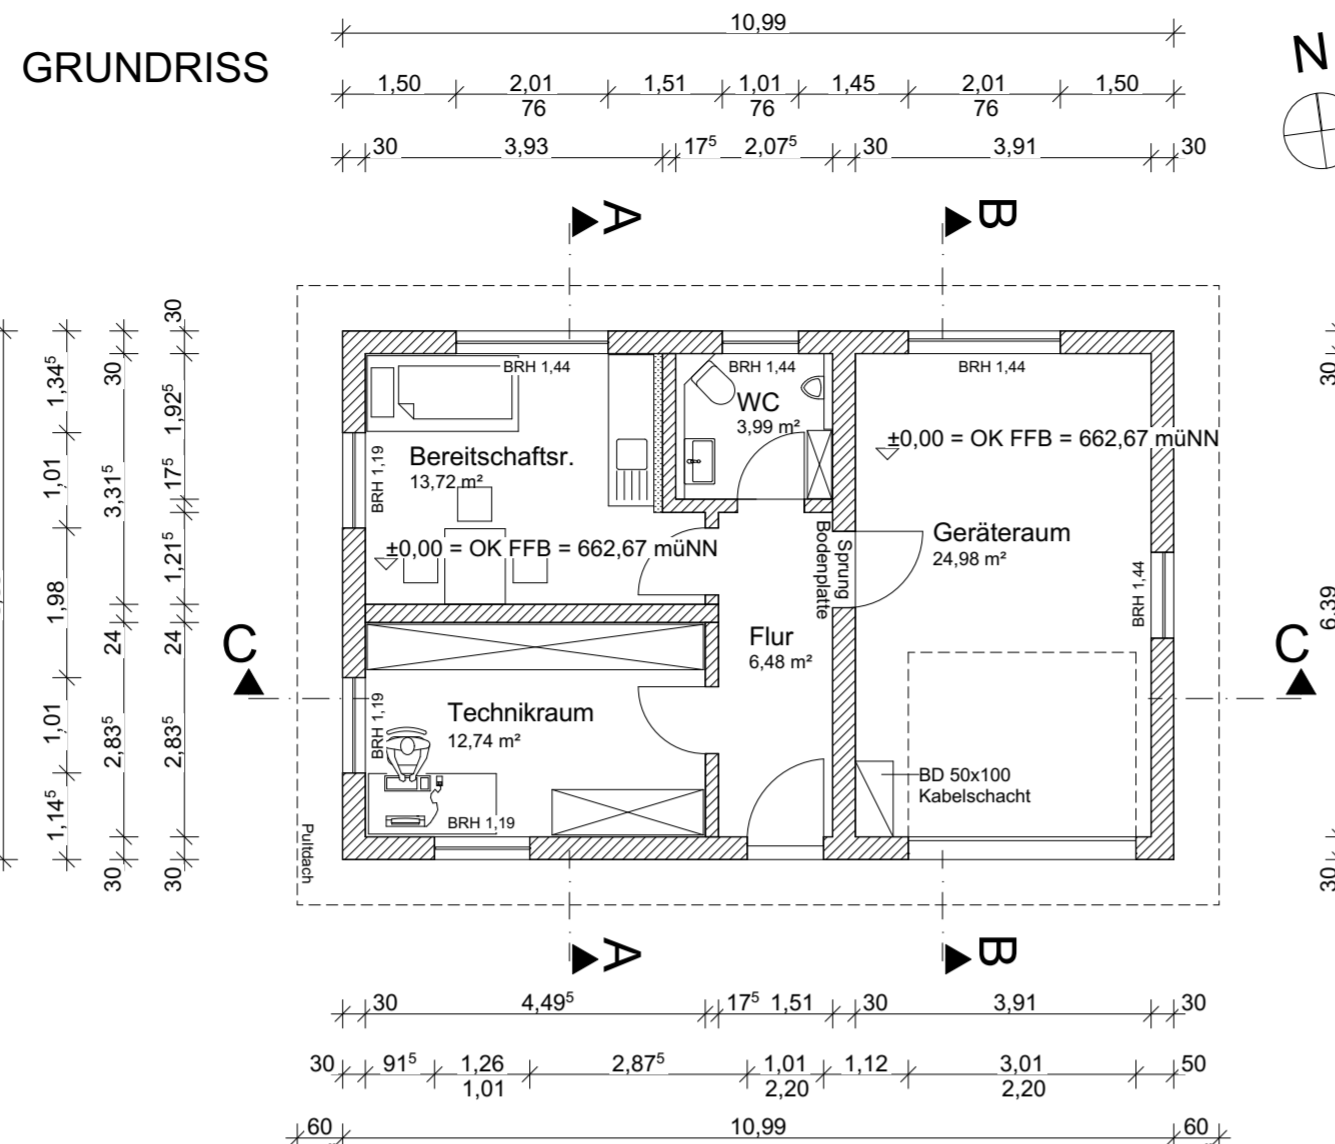 GRUNDRISS
10,99
N
1,50 2,01 1,51 1,01 1,45 2,01 1,50
76 76 76
30 3,93 17⁵ 2,07⁵ 30 3,91 30
A B
30 1,34⁵ 1,01 1,98 1,01 1,14⁵
30 3,31⁵ 24 2,83⁵ 30
30 1,92⁵ 17⁵ 1,21⁵ 24 2,83⁵ 30
BRH 1,44
BRH 1,44
BRH 1,44
WC
3,99 m²
±0,00 = OK FFB = 662,67 müNN
Bereitschaftsr.
13,72 m²
BRH 1,19
±0,00 = OK FFB = 662,67 müNN
Geräteraum
24,98 m²
Sprung
Bodenplatte
BRH 1,44
6,39
30
C
Flur
6,48 m²
C
Technikraum
12,74 m²
BRH 1,19
BD 50x100
Kabelschacht
BRH 1,19
Pultdach
30
A B
30 4,49⁵ 17⁵ 1,51 30 3,91 30
30 91⁵ 1,26 2,87⁵ 1,01 1,12 3,01 50
1,01 2,20 2,20
60 10,99 60